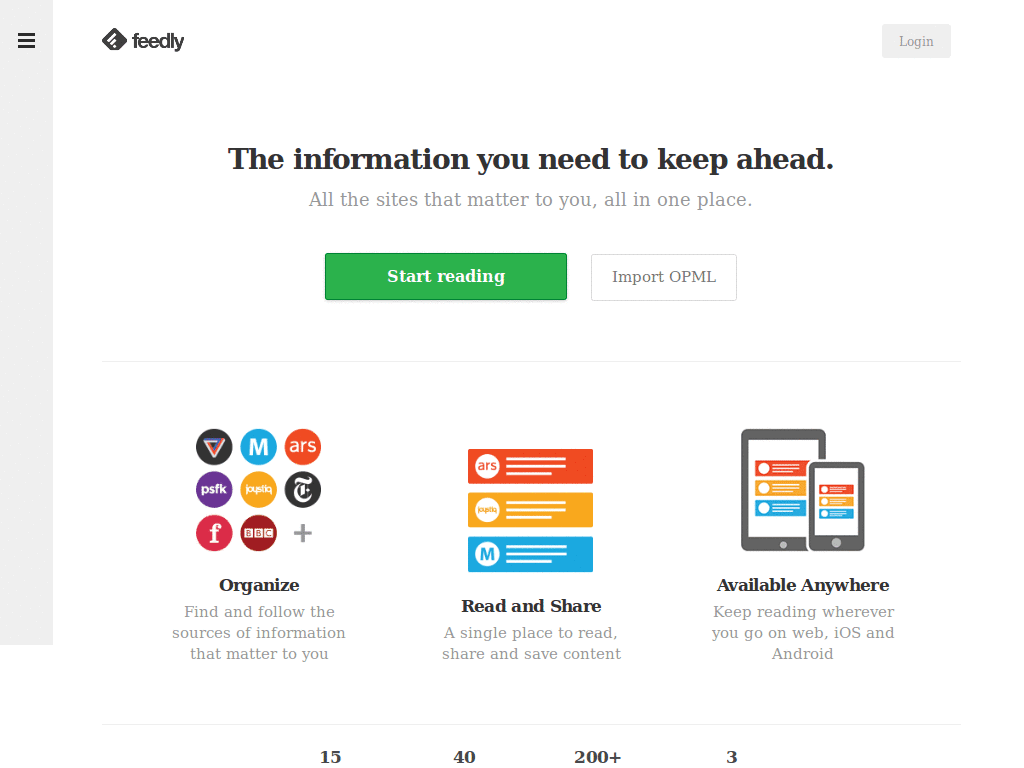 feedly
Login
The information you need to keep ahead.
All the sites that matter to you, all in one place.
Start reading
Import OPML
M
ars
psfk
joystiq
T
f
BBC
+
Organize
Find and follow the
sources of information
that matter to you
ars
joystiq
M
Read and Share
A single place to read,
share and save content
Available Anywhere
Keep reading wherever
you go on web, iOS and
Android
15
40
200+
3